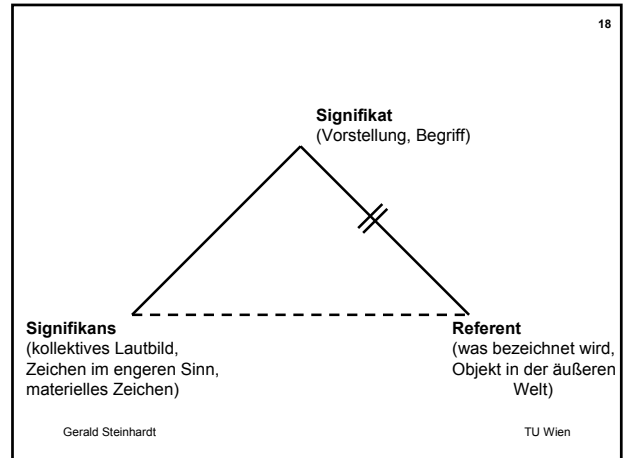 18
Signifikat
(Vorstellung, Begriff)
Signifikans
(kollektives Lautbild,
Zeichen im engeren Sinn,
materielles Zeichen)
Referent
(was bezeichnet wird,
Objekt in der äußeren
Welt)
Gerald Steinhardt
TU Wien